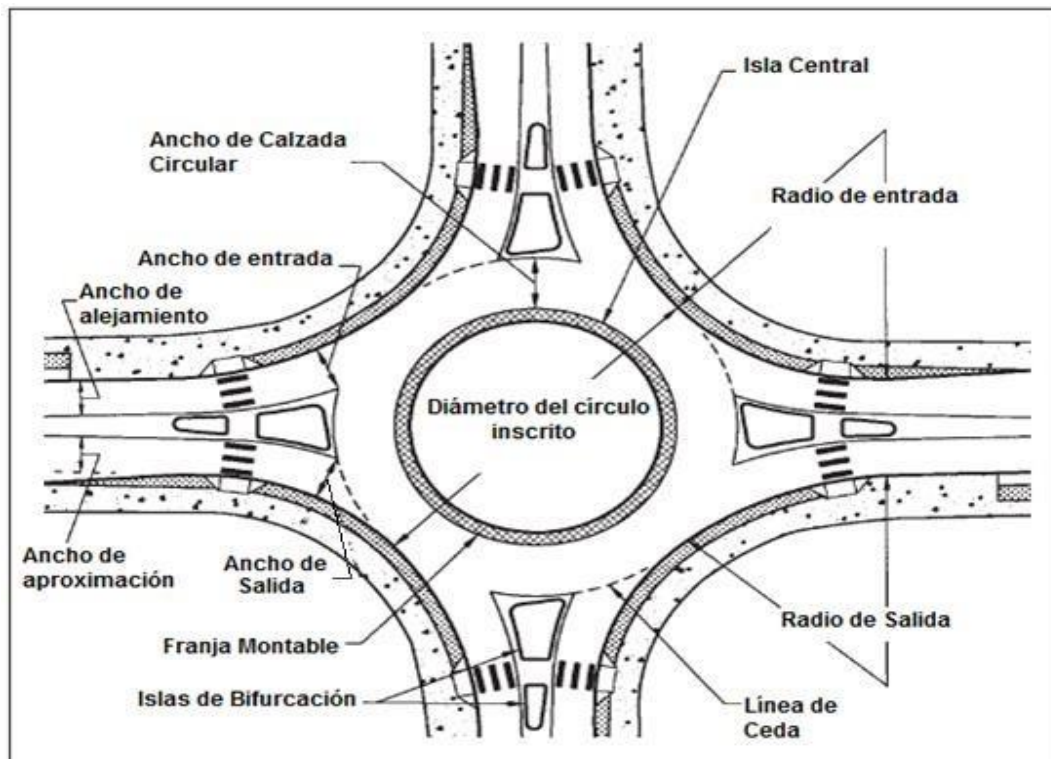 Isla Central
Ancho de Calzada
Circular
Radio de entrada
Ancho de entrada
Ancho de
alejamiento
Diámetro del círculo
inscrito
Ancho de
aproximación
Ancho de
Salida
Radio de Salida
Franja Montable
Islas de Bifurcación
Línea de
Ceda